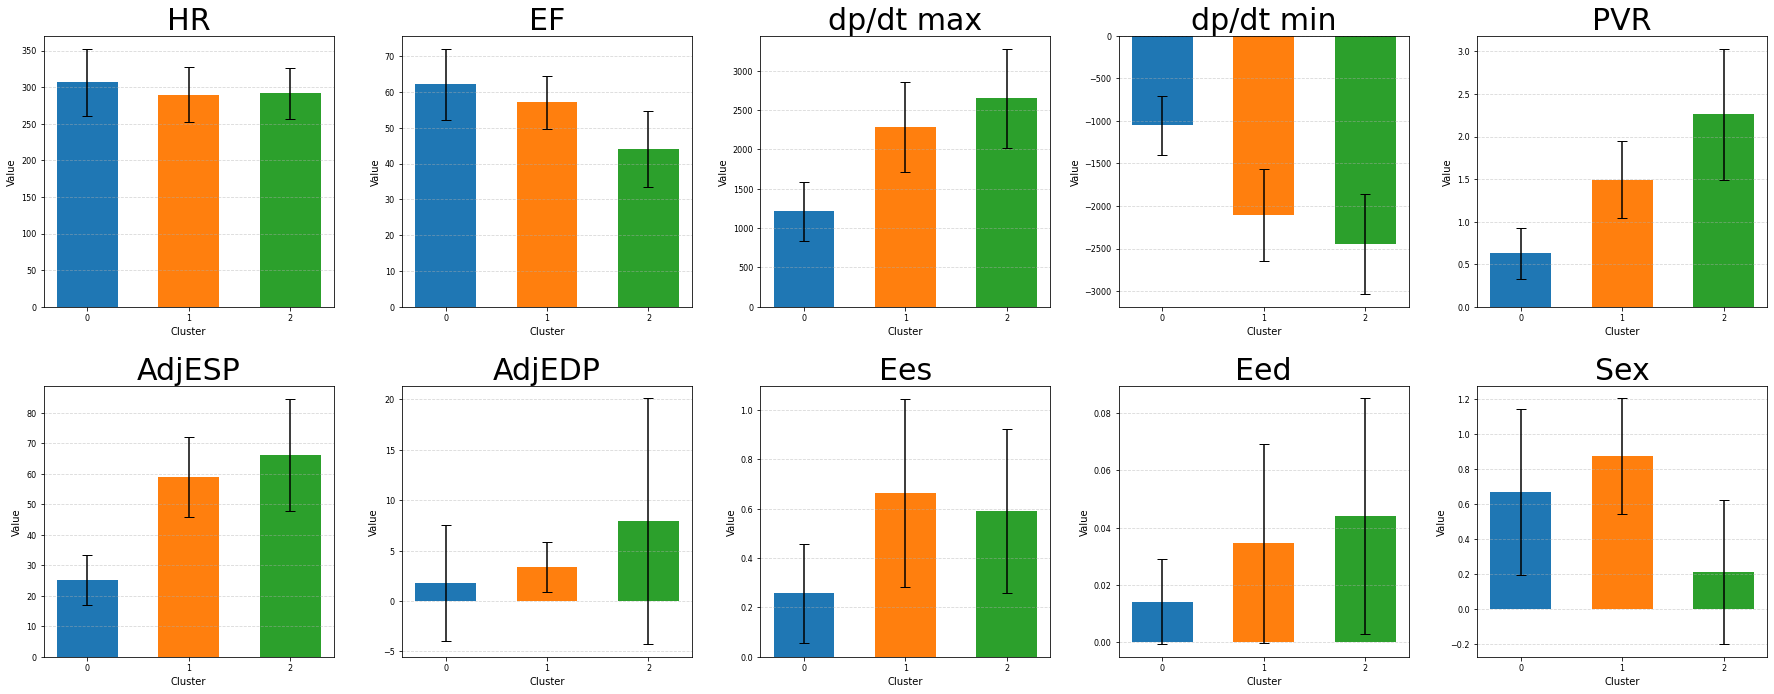 HR
EF
dp/dt max
dp/dt min
PVR
350
300
250
200
150
100
50
0
Value
0 1 2
Cluster
70
60
50
40
30
20
10
0
Value
0 1 2
Cluster
3000
2500
2000
1500
1000
500
0
Value
0 1 2
Cluster
0
−500
−1000
−1500
−2000
−2500
−3000
Value
0 1 2
Cluster
3.0
2.5
2.0
1.5
1.0
0.5
0.0
Value
0 1 2
Cluster
AdjESP
AdjEDP
Ees
Eed
Sex
80
70
60
50
40
30
20
10
0
Value
0 1 2
Cluster
20
15
10
5
0
−5
Value
0 1 2
Cluster
1.0
0.8
0.6
0.4
0.2
0.0
Value
0 1 2
Cluster
0.08
0.06
0.04
0.02
0.00
Value
0 1 2
Cluster
1.2
1.0
0.8
0.6
0.4
0.2
0.0
−0.2
Value
0 1 2
Cluster